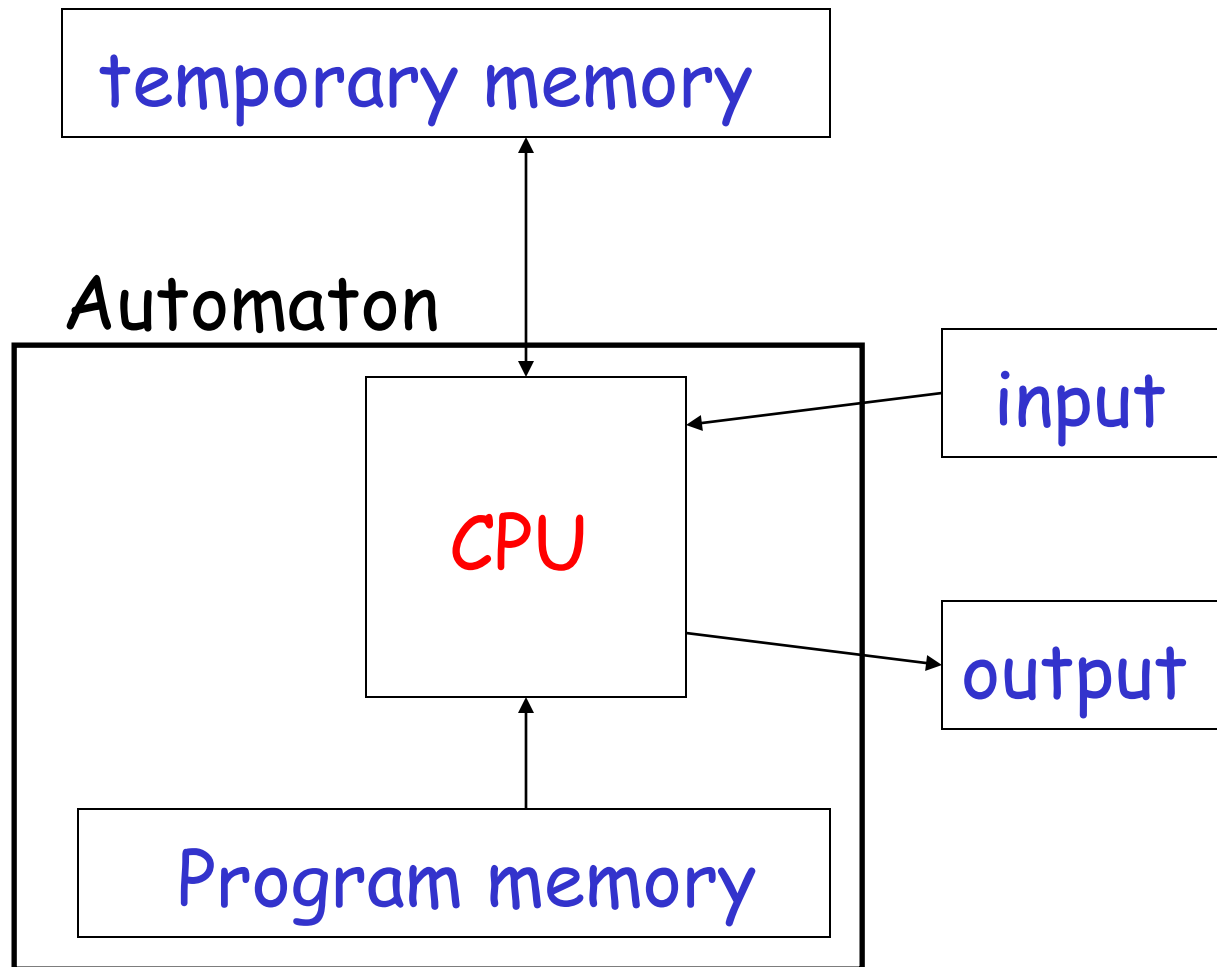 temporary memory
Automaton
input
CPU
output
Program memory